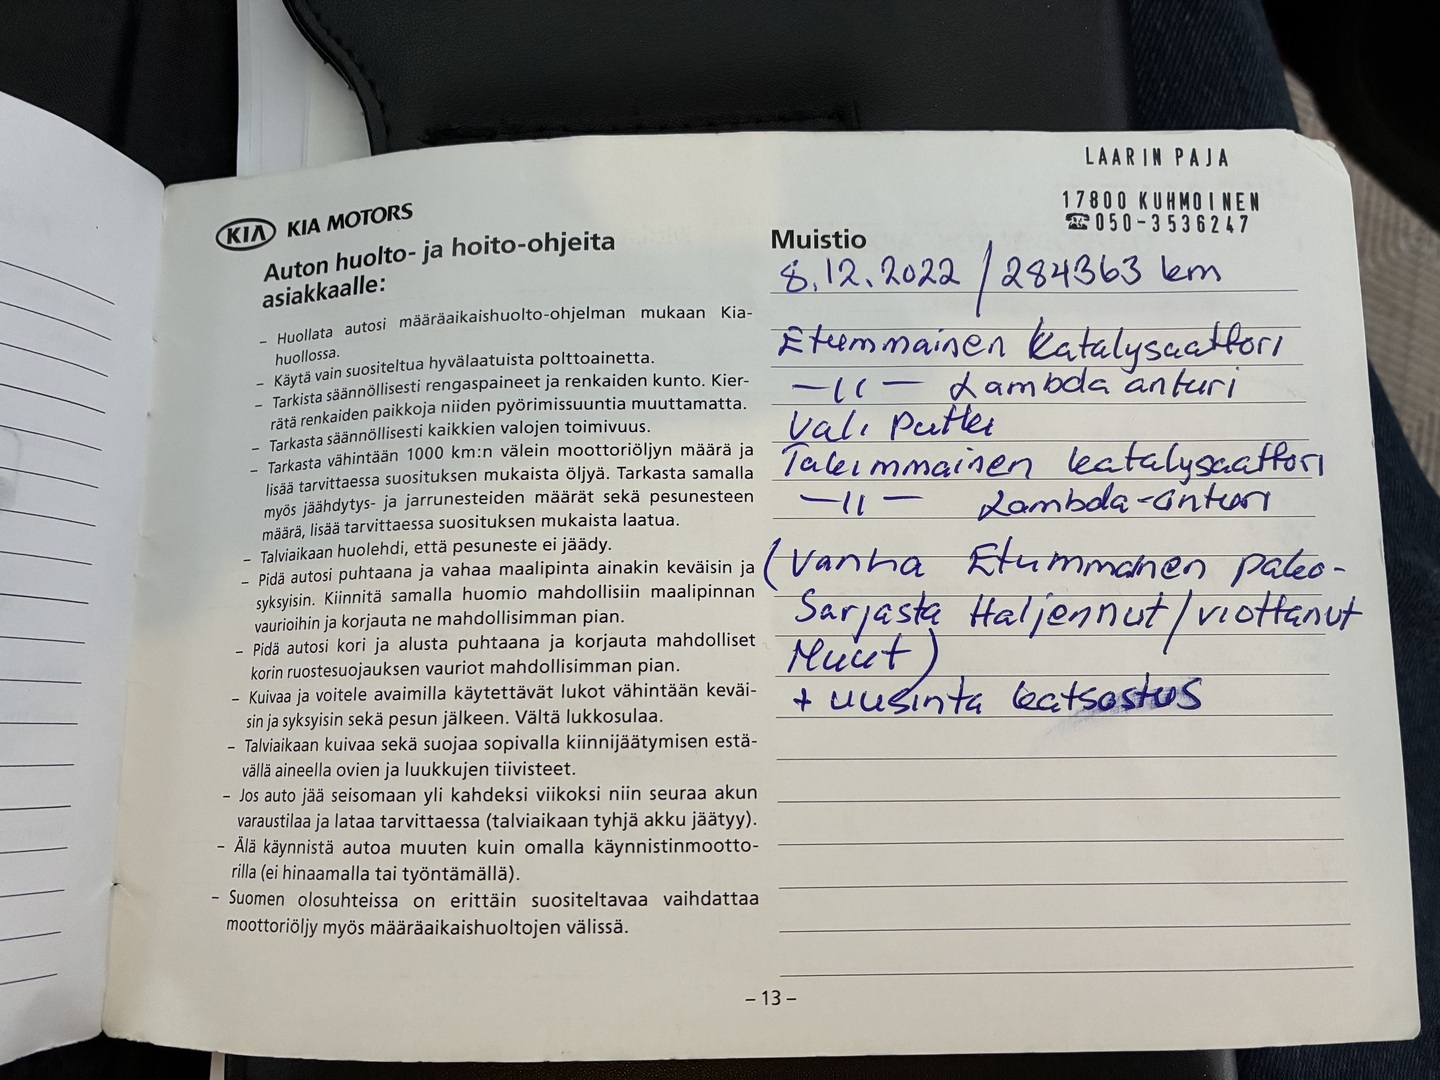 KIA KIA MOTORS
Auton huolto- ja hoito-ohjeita
asiakkaalle:
– Huollata autosi määräaikaishuolto-ohjelman mukaan Kia-
huollossa.
– Käytä vain suositeltua hyvälaatuista polttoainetta.
– Tarkista säännöllisesti rengaspaineet ja renkaiden kunto. Kier-
rätä renkaiden paikkoja niiden pyörimissuuntia muuttamatta.
– Tarkasta säännöllisesti kaikkien valojen toimivuus.
– Tarkasta vähintään 1000 km:n välein moottoriöljyn määrä ja
lisää tarvittaessa suosituksen mukaista öljyä. Tarkasta samalla
myös jäähdytys- ja jarrunesteiden määrät sekä pesunesteen
määrä, lisää tarvittaessa suosituksen mukaista laatua.
– Talviaikaan huolehdi, että pesuneste ei jäädy.
– Pidä autosi puhtaana ja vahaa maalipinta ainakin keväisin ja
syksyisin. Kiinnitä samalla huomio mahdollisiin maalipinnan
vaurioihin ja korjauta ne mahdollisimman pian.
– Pidä auton kori ja alusta puhtaana ja korjauta mahdolliset
korin ruostesuojauksen vauriot mahdollisimman pian.
– Kuivaa ja voitele avaimilla käytettävät lukot vähintään keväi-
sin ja syksyisin sekä pesun jälkeen. Vältä lukkosulaa.
– Talviaikaan kuivaa sekä suojaa sopivalla kiinnijäätymisen estä-
vällä aineella ovien ja luukkujen tiivisteet.
– Jos auto jää seisomaan yli kahdeksi viikoksi niin seuraa akun
varaustilaa ja lataa tarvittaessa (talviaikaan tyhjä akku jäätyy).
– Älä käynnistä autoa muuten kuin omalla käynnistinmootto-
rilla (ei hinaamalla tai työntämällä).
– Suomen olosuhteissa on erittäin suositeltavaa vaihdattaa
moottoriöljy myös määräaikaishuoltojen välissä.
LAARIN PAJA
17800 KUHMOINEN
☎050-3536247
Muistio
8.12.2022 / 284363 km
Etummainen katalysaattori
—11— Lambda anturi
Väli Putki
Takimmainen katalysaattori
—11— Lambda-anturi
(Vanha Etummainen pako-
Sarjasta Haljennut/viottanut
Muut)
+ uusinta katsastus
– 13 –